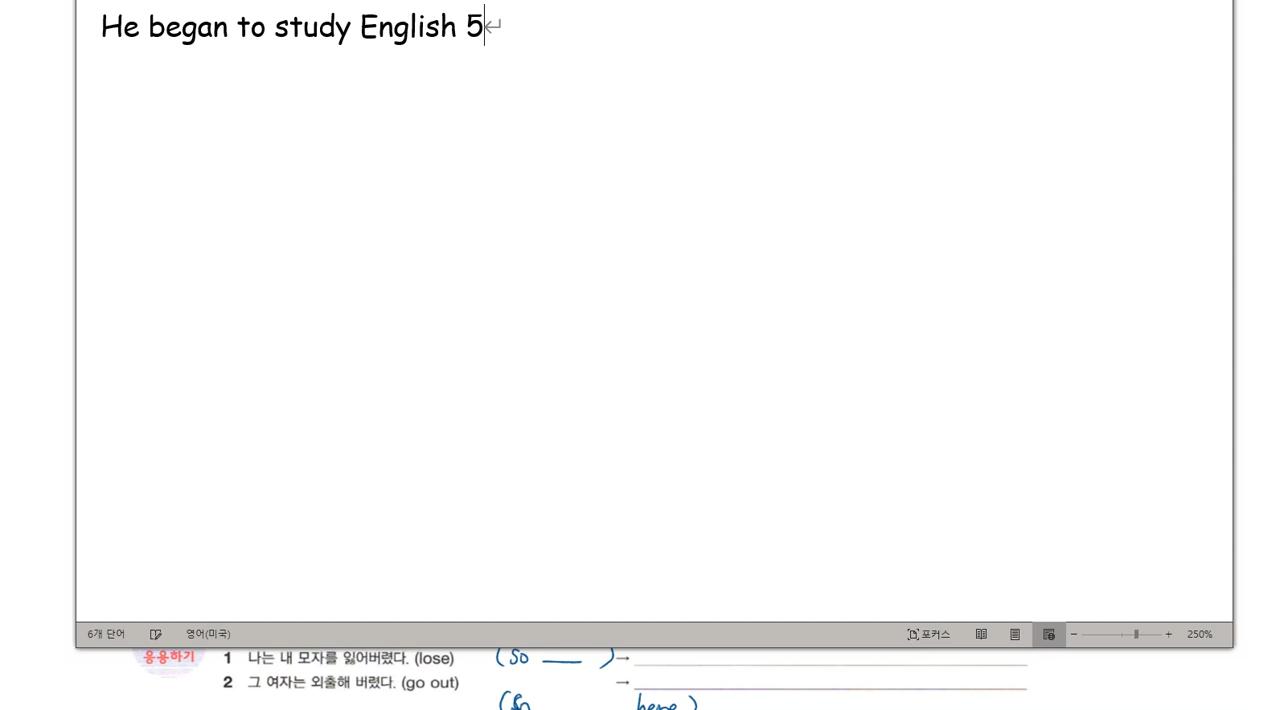 He began to study English 5
6개 단어 영어(미국) 포커스 250%
응용하기 1 나는 내 모자를 잃어버렸다. (lose) (so ) →
2 그 여자는 외출해 버렸다. (go out) →
(So here)